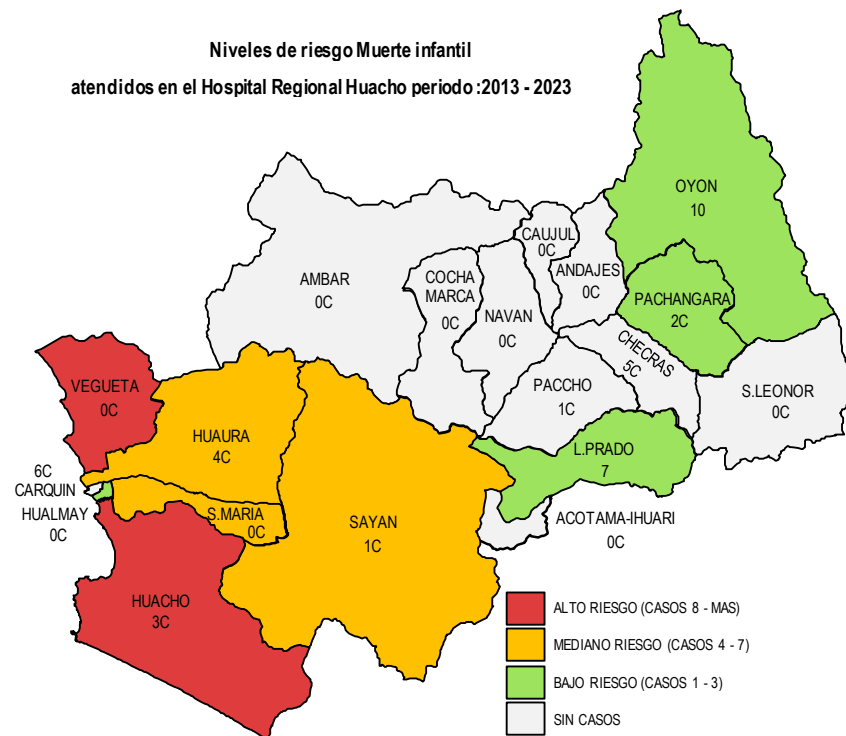 Niveles de riesgo Muerte infantil
atendidos en el Hospital Regional Huacho periodo :2013 - 2023
OYON
10
CAUJUL
0C
ANDAJES
0C
AMBAR
0C
COCHA
MARCA
0C
NAVAN
0C
PACHANGARA
2C
CHECRAS
5C
VEGUETA
0C
PACCHO
1C
S.LEONOR
0C
HUAURA
4C
L.PRADO
7
6C
CARQUIN
HUALMAY
0C
S.MARIA
0C
SAYAN
1C
ACOTAMA-IHUARI
0C
HUACHO
3C
ALTO RIESGO (CASOS 8 - MAS)
MEDIANO RIESGO (CASOS 4 - 7)
BAJO RIESGO (CASOS 1 - 3)
SIN CASOS